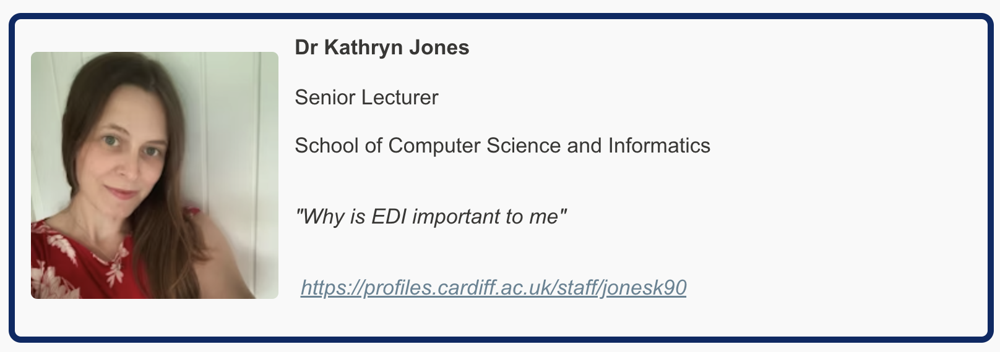 Dr Kathryn Jones
Senior Lecturer
School of Computer Science and Informatics
"Why is EDI important to me"
https://profiles.cardiff.ac.uk/staff/jonesk90